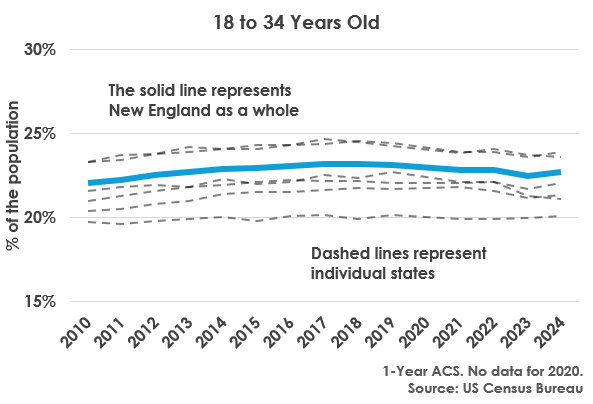 18 to 34 Years Old
30%
The solid line represents
New England as a whole
25%
% of the population
20%
Dashed lines represent
individual states
15%
2010 2011 2012 2013 2014 2015 2016 2017 2018 2019 2020 2021 2022 2023 2024
1-Year ACS. No data for 2020.
Source: US Census Bureau